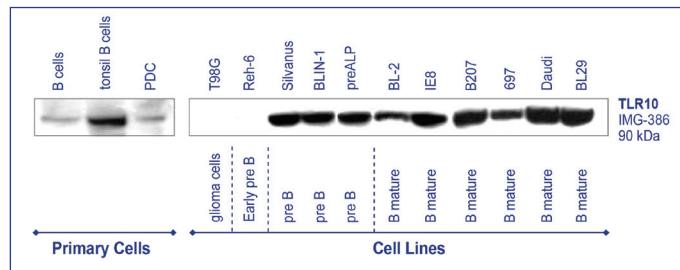 B cells
tonsil B cells
PDC
T98G
Reh-6
Silvanus
BLIN-1
preALP
BL-2
IE8
B207
697
Daudi
BL29
TLR10
IMG-386
90 kDa
glioma cells
Early pre B
pre B
pre B
pre B
B mature
B mature
B mature
B mature
B mature
B mature
Primary Cells
Cell Lines